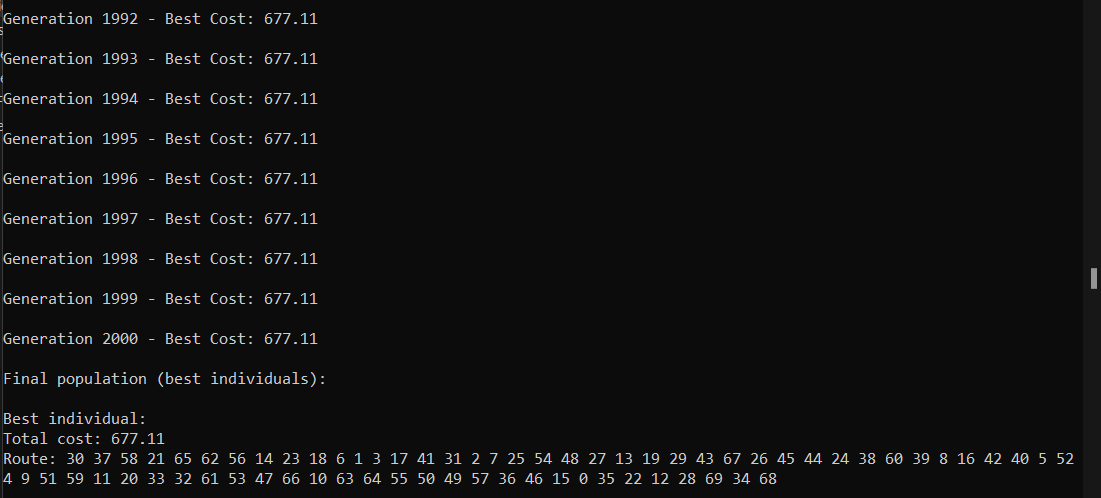 Generation 1992 - Best Cost: 677.11
Generation 1993 - Best Cost: 677.11
Generation 1994 - Best Cost: 677.11
Generation 1995 - Best Cost: 677.11
Generation 1996 - Best Cost: 677.11
Generation 1997 - Best Cost: 677.11
Generation 1998 - Best Cost: 677.11
Generation 1999 - Best Cost: 677.11
Generation 2000 - Best Cost: 677.11
Final population (best individuals):
Best individual:
Total cost: 677.11
Route: 30 37 58 21 65 62 56 14 23 18 6 1 3 17 41 31 2 7 25 54 48 27 13 19 29 43 67 26 45 44 24 38 60 39 8 16 42 40 5 52
4 9 51 59 11 20 33 32 61 53 47 66 10 63 64 55 50 49 57 36 46 15 0 35 22 12 28 69 34 68